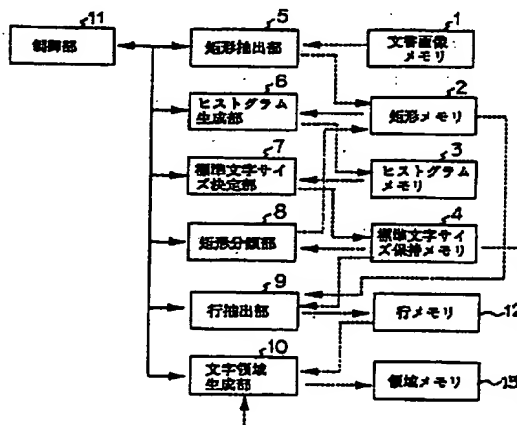 11
制御部
5
矩形抽出部
1
文書画像
メモリ
6
ヒストグラム
生成部
2
矩形メモリ
7
標準文字サイ
ズ決定部
3
ヒストグラム
メモリ
8
矩形分類部
4
標準文字サイ
ズ保持メモリ
9
行抽出部
行メモリ
12
10
文字領域
生成部
領域メモリ
15